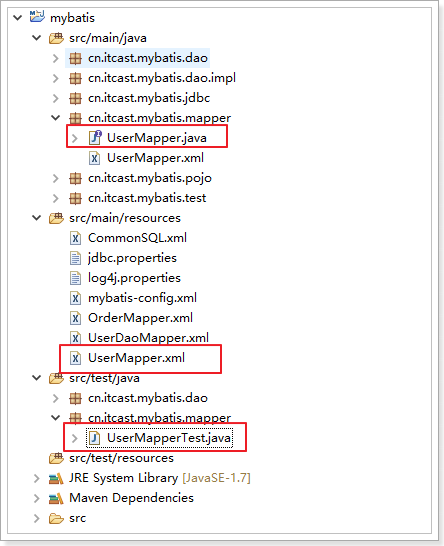 mybatis
src/main/java
cn.itcast.mybatis.dao
cn.itcast.mybatis.dao.impl
cn.itcast.mybatis.jdbc
cn.itcast.mybatis.mapper
UserMapper.java
UserMapper.xml
cn.itcast.mybatis.pojo
cn.itcast.mybatis.test
src/main/resources
CommonSQL.xml
jdbc.properties
log4j.properties
mybatis-config.xml
OrderMapper.xml
UserDaoMapper.xml
UserMapper.xml
src/test/java
cn.itcast.mybatis.dao
cn.itcast.mybatis.mapper
UserMapperTest.java
src/test/resources
JRE System Library [JavaSE-1.7]
Maven Dependencies
src